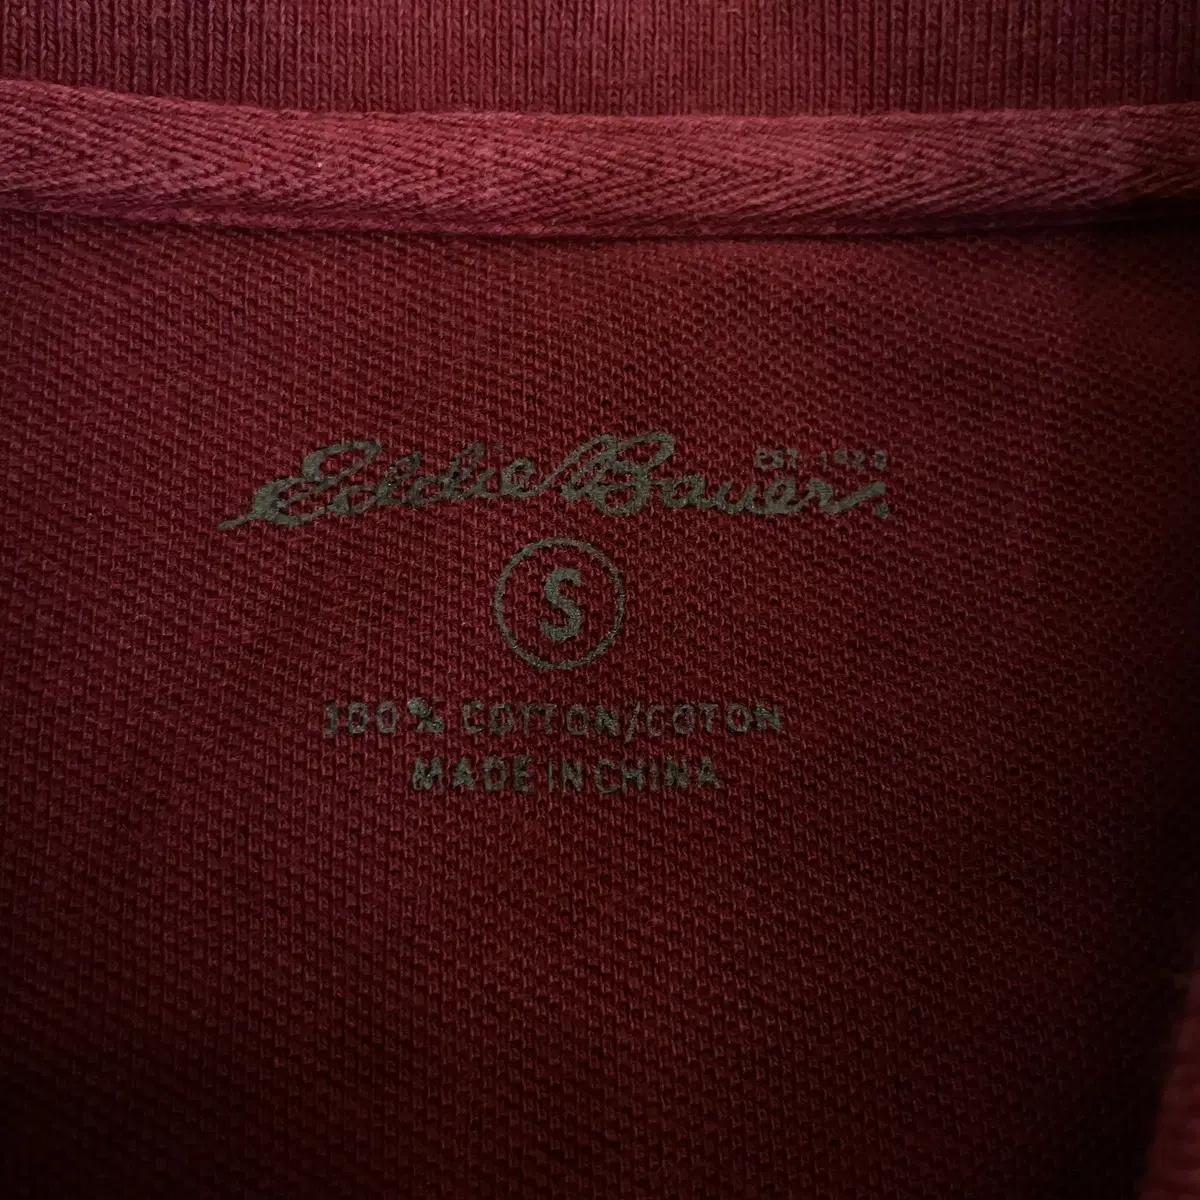 Eddie Bauer EST. 1920
S
100% COTTON/COTON
MADE IN CHINA